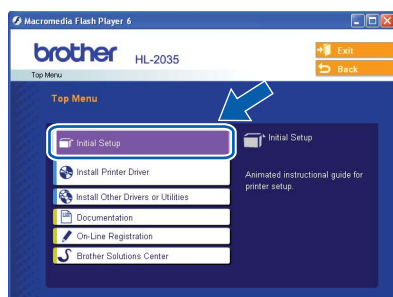 Macromedia Flash Player 6
brother HL-2035
Exit
Back
Top Menu
Top Menu
Initial Setup
Initial Setup
Install Printer Driver
Animated instructional guide for
printer setup.
Install Other Drivers or Utilities
Documentation
On-Line Registration
Brother Solutions Center